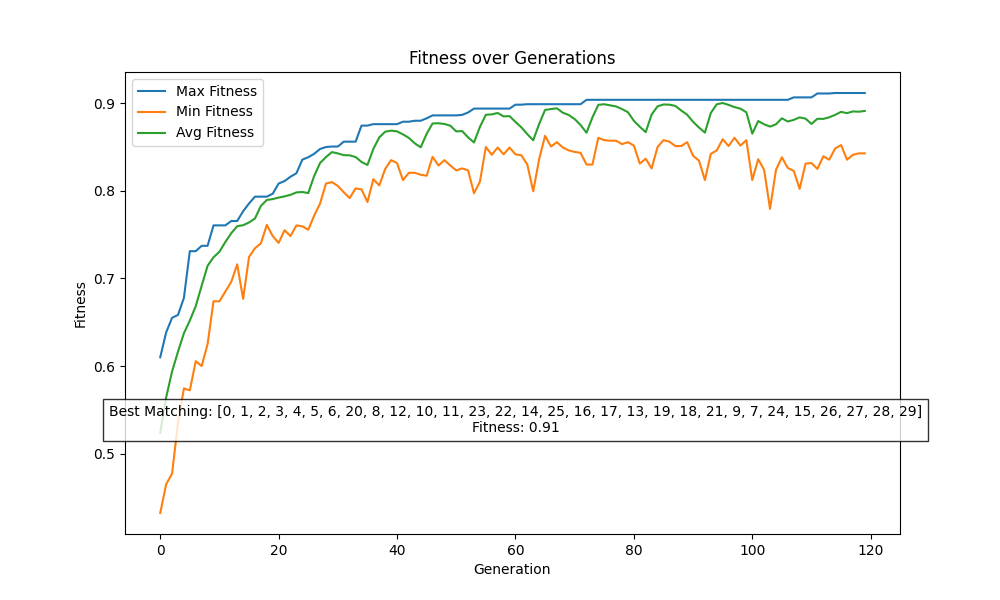 Fitness over Generations
Max Fitness
Min Fitness
Avg Fitness
0.9
0.8
0.7
0.6
0.5
Fitness
Best Matching: [0, 1, 2, 3, 4, 5, 6, 20, 8, 12, 10, 11, 23, 22, 14, 25, 16, 17, 13, 19, 18, 21, 9, 7, 24, 15, 26, 27, 28, 29]
Fitness: 0.91
0 20 40 60 80 100 120
Generation